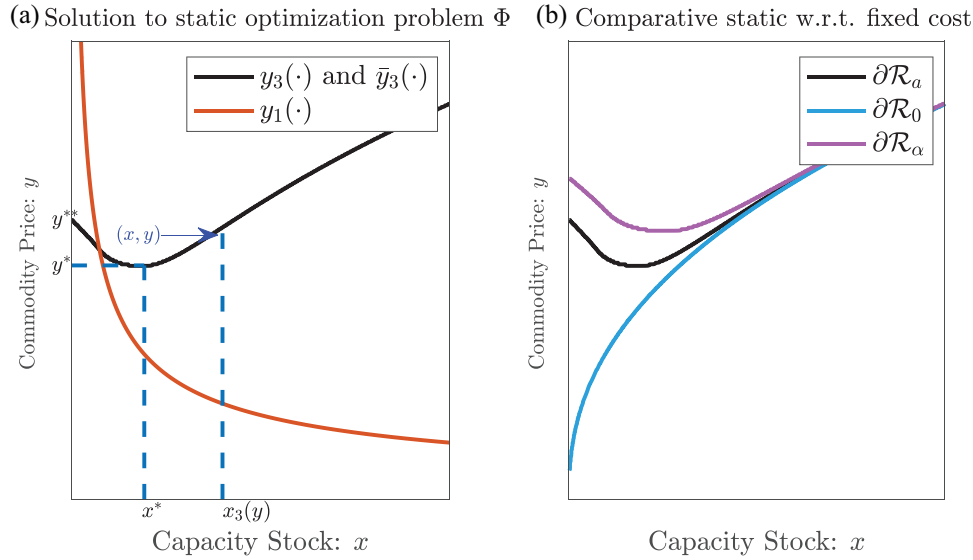 (a) Solution to static optimization problem Φ
y₃(·) and ȳ₃(·)
y₁(·)
Commodity Price: y
y**
y*
(x, y)
x*
x₃(y)
Capacity Stock: x
(b) Comparative static w.r.t. fixed cost
∂ℛₐ
∂ℛ₀
∂ℛ_α
Commodity Price: y
Capacity Stock: x